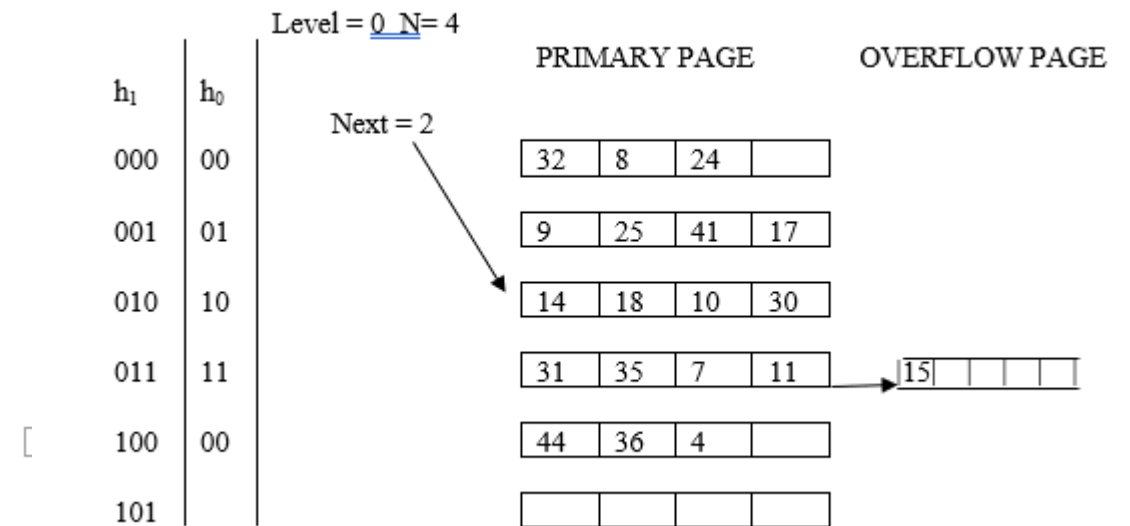 Level = 0 N= 4
PRIMARY PAGE OVERFLOW PAGE
h₁ h₀
Next = 2
000 00 32 8 24
001 01 9 25 41 17
010 10 14 18 10 30
011 11 31 35 7 11 15
100 00 44 36 4
101